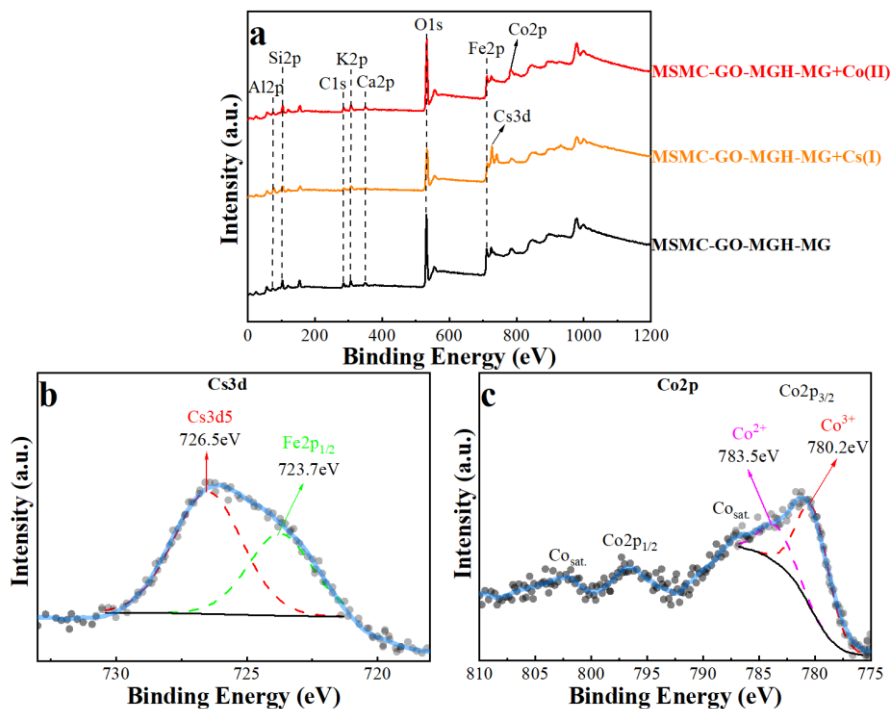 a
O1s
Co2p
Si2p
K2p
Fe2p
Al2p
C1s
Ca2p
MSMC-GO-MGH-MG+Co(II)
Cs3d
MSMC-GO-MGH-MG+Cs(I)
MSMC-GO-MGH-MG
Intensity (a.u.)
0 200 400 600 800 1000 1200
Binding Energy (eV)
b
Cs3d
Cs3d5
726.5eV
Fe2p1/2
723.7eV
Intensity (a.u.)
730 725 720
Binding Energy (eV)
c
Co2p
Co2p3/2
Co2+
783.5eV
Co3+
780.2eV
Cosat.
Co2p1/2
Cosat.
Intensity (a.u.)
810 805 800 795 790 785 780 775
Binding Energy (eV)